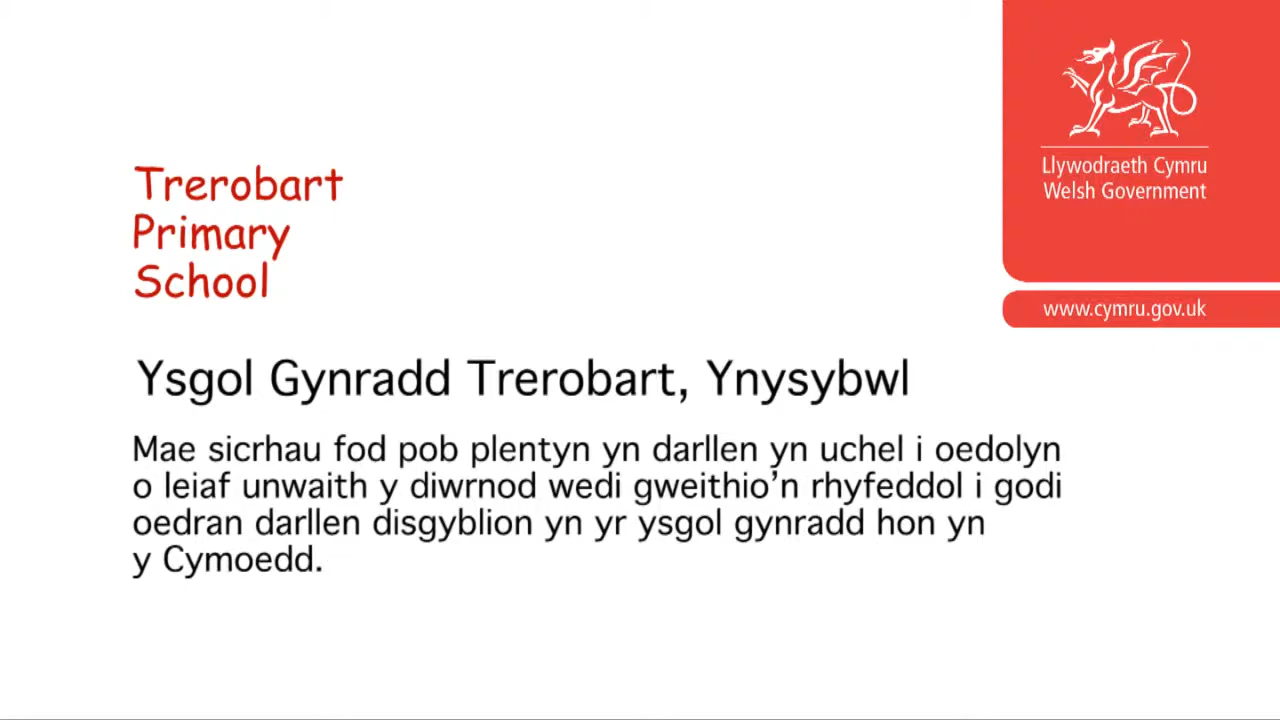 Trerobart
Primary
School
Llywodraeth Cymru
Welsh Government
www.cymru.gov.uk
Ysgol Gynradd Trerobart, Ynysybwl
Mae sicrhau fod pob plentyn yn darllen yn uchel i oedolyn
o leiaf unwaith y diwrnod wedi gweithio’n rhyfeddol i godi
oedran darllen disgyblion yn yr ysgol gynradd hon yn
y Cymoedd.